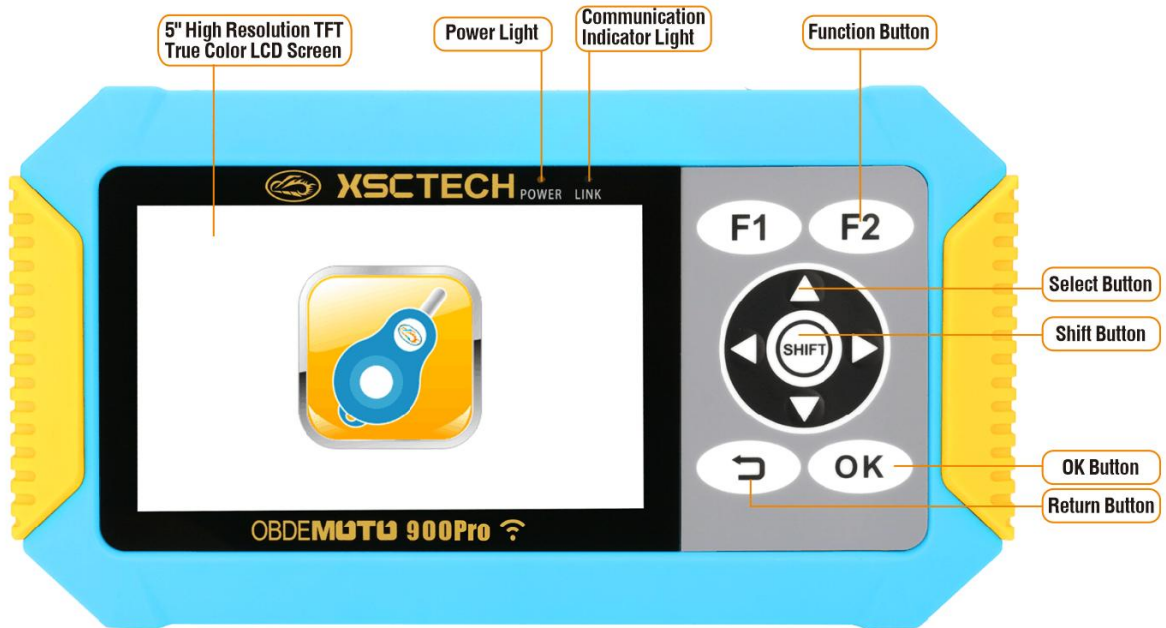 5" High Resolution TFT
True Color LCD Screen
Power Light
Communication
Indicator Light
Function Button
XSCTECH
POWER LINK
F1
F2
Select Button
SHIFT
Shift Button
OK
OK Button
Return Button
OBDEMOTO 900Pro